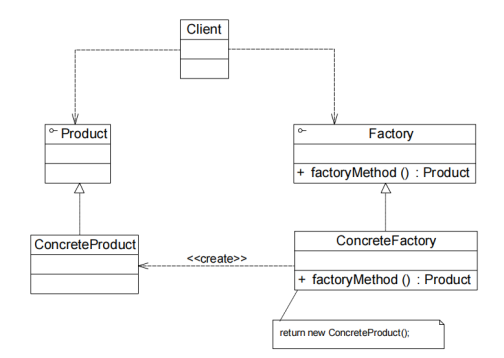 Client
Product
Factory
+ factoryMethod () : Product
ConcreteProduct
<<create>>
ConcreteFactory
+ factoryMethod () : Product
return new ConcreteProduct();